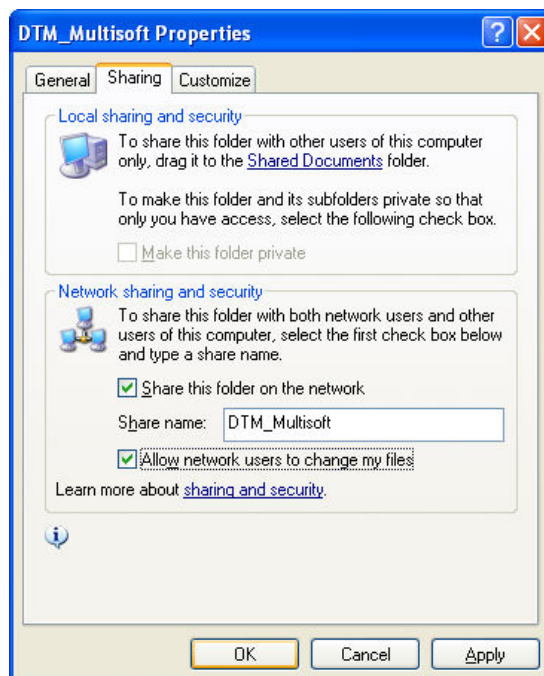 DTM_Multisoft Properties
General Sharing Customize
Local sharing and security
To share this folder with other users of this computer
only, drag it to the Shared Documents folder.
To make this folder and its subfolders private so that
only you have access, select the following check box.
Make this folder private
Network sharing and security
To share this folder with both network users and other
users of this computer, select the first check box below
and type a share name.
Share this folder on the network
Share name: DTM_Multisoft
Allow network users to change my files
Learn more about sharing and security.
OK Cancel Apply